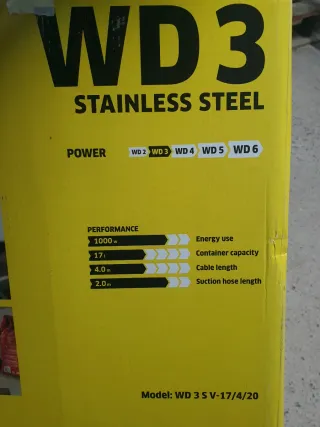 WD 3
STAINLESS STEEL
POWER WD 2 WD 3 WD 4 WD 5 WD 6
PERFORMANCE
1000 W Energy use
17 l Container capacity
4.0 m Cable length
2.0 m Suction hose length
Model: WD 3 S V-17/4/20